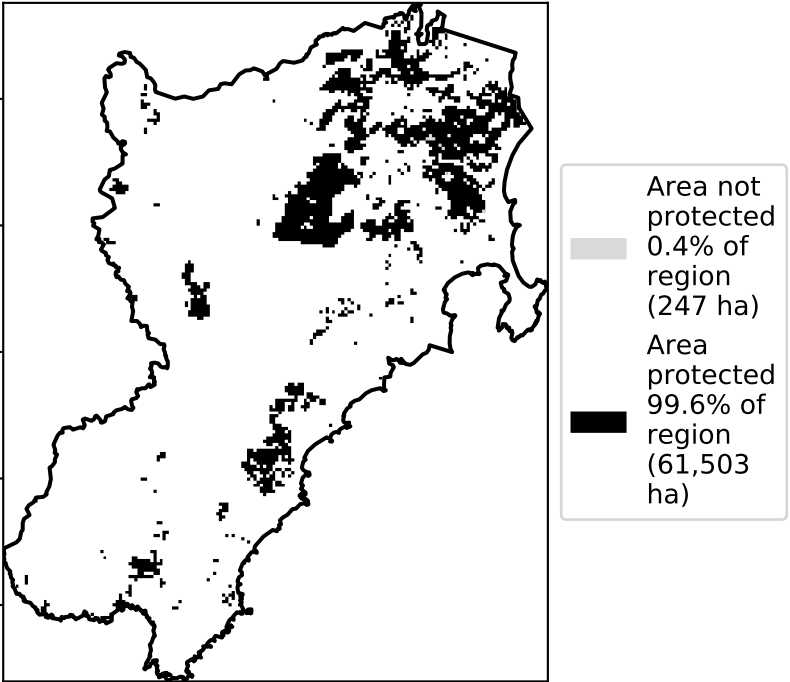 Area not
protected
0.4% of
region
(247 ha)
Area
protected
99.6% of
region
(61,503
ha)